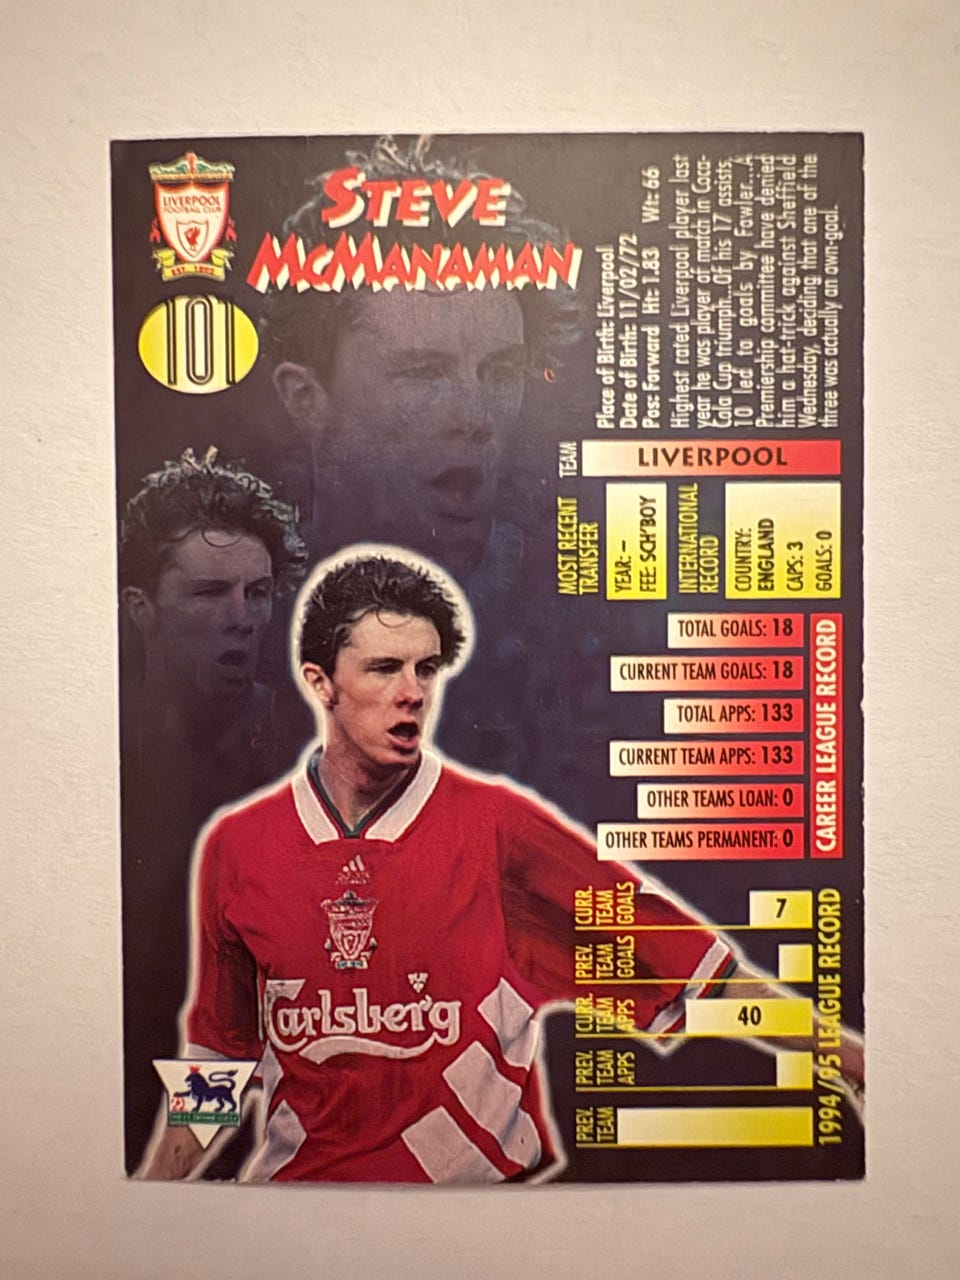 LIVERPOOL
FOOTBALL CLUB
EST. 1892
101
STEVE
McMANAMAN
Place of Birth: Liverpool
Date of Birth: 11/02/72
Pos: Forward Ht: 1.83 Wt: 66
Highest rated Liverpool player last
year he was player of match in Coca-
Cola Cup triumph...Of his 17 assists,
10 led to goals by Fowler...A
Premiership committee have denied
him a hat-trick against Sheffield
Wednesday, deciding that one of the
three was actually an own-goal.
TEAM
LIVERPOOL
MOST RECENT
TRANSFER
YEAR: –
FEE: SCH'BOY
INTERNATIONAL
RECORD
COUNTRY:
ENGLAND
CAPS: 3
GOALS: 0
TOTAL GOALS: 18
CURRENT TEAM GOALS: 18
TOTAL APPS: 133
CURRENT TEAM APPS: 133
OTHER TEAMS LOAN: 0
OTHER TEAMS PERMANENT: 0
CAREER LEAGUE RECORD
CURR.
TEAM
GOALS
7
PREV.
TEAM
GOALS
CURR.
TEAM
APPS
40
PREV.
TEAM
APPS
PREV.
TEAM
1994/95 LEAGUE RECORD
Carlsberg